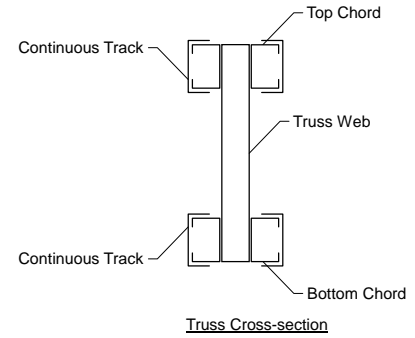 Top Chord
Continuous Track
Truss Web
Continuous Track
Bottom Chord
Truss Cross-section